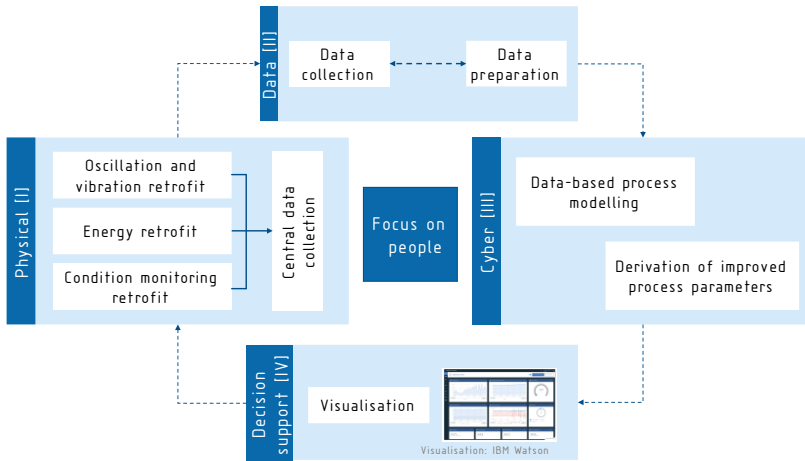 Data [II]
Data
collection
Data
preparation
Physical [I]
Oscillation and
vibration retrofit
Energy retrofit
Condition monitoring
retrofit
Central data
collection
Focus on
people
Cyber [III]
Data-based process
modelling
Derivation of improved
process parameters
Decision
support [IV]
Visualisation
Visualisation: IBM Watson